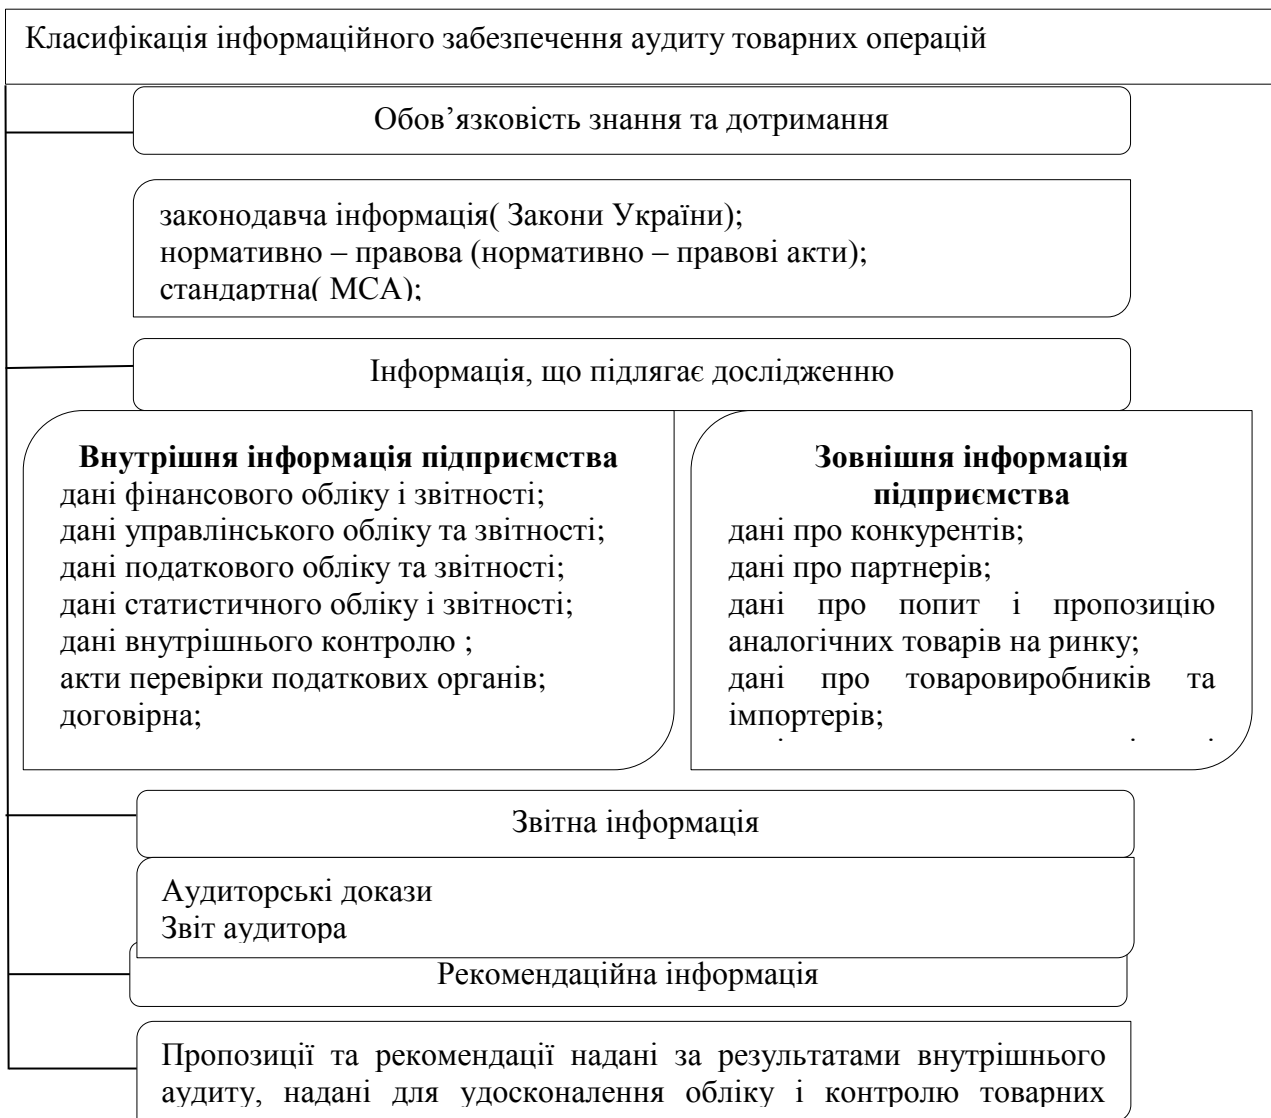 Класифікація інформаційного забезпечення аудиту товарних операцій
Обов’язковість знання та дотримання
законодавча інформація( Закони України);
нормативно – правова (нормативно – правові акти);
стандартна( МСА);
Інформація, що підлягає дослідженню
Внутрішня інформація підприємства
дані фінансового обліку і звітності;
дані управлінського обліку та звітності;
дані податкового обліку та звітності;
дані статистичного обліку і звітності;
дані внутрішнього контролю ;
акти перевірки податкових органів;
договірна;
Зовнішня інформація
підприємства
дані про конкурентів;
дані про партнерів;
дані про попит і пропозицію
аналогічних товарів на ринку;
дані про товаровиробників та
імпортерів;
Звітна інформація
Аудиторські докази
Звіт аудитора
Рекомендаційна інформація
Пропозиції та рекомендації надані за результатами внутрішнього
аудиту, надані для удосконалення обліку і контролю товарних